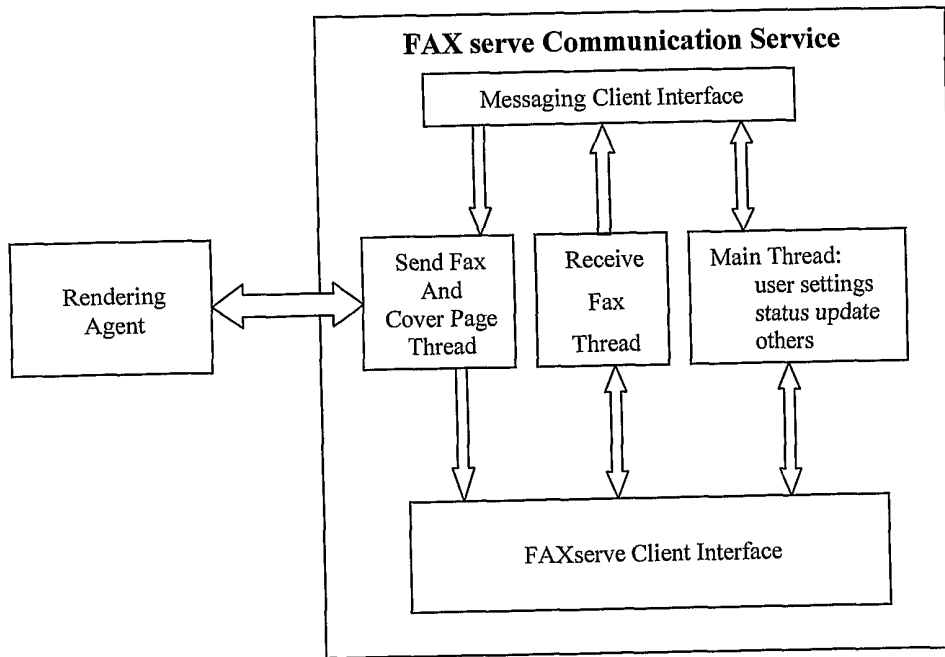 FAX serve Communication Service
Messaging Client Interface
Rendering
Agent
Send Fax
And
Cover Page
Thread
Receive
Fax
Thread
Main Thread:
user settings
status update
others
FAXserve Client Interface